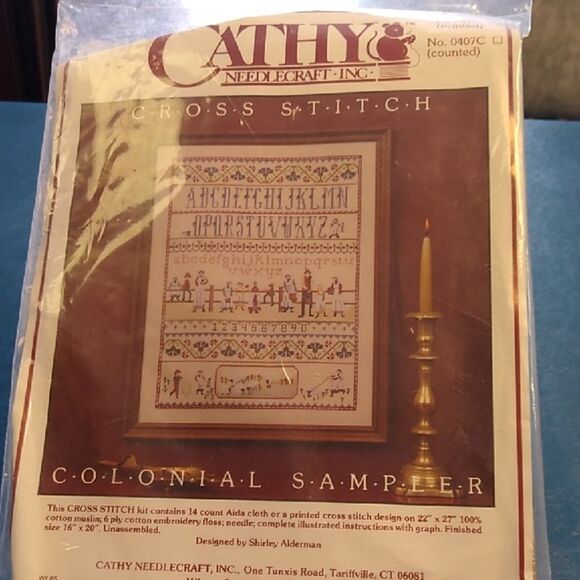 CATHY
NEEDLECRAFT·INC·
™
No. 0407C
(counted)
C·R·O·S·S S·T·I·T·C·H
ABCDEFGHIJKLMN
OPQRSTUVWXYZ
abcdefghijklmnopqrstu
vwxyz
1234567890
C·O·L·O·N·I·A·L S·A·M·P·L·E·R
This CROSS STITCH kit contains 14 count Aida cloth or a printed cross stitch design on 22" x 27" 100%
cotton muslin; 6 ply cotton embroidery floss; needle; complete illustrated instructions with graph. Finished
size 16" x 20". Unassembled.
Designed by Shirley Alderman
CATHY NEEDLECRAFT, INC., One Tunxis Road, Tariffville, CT 06081